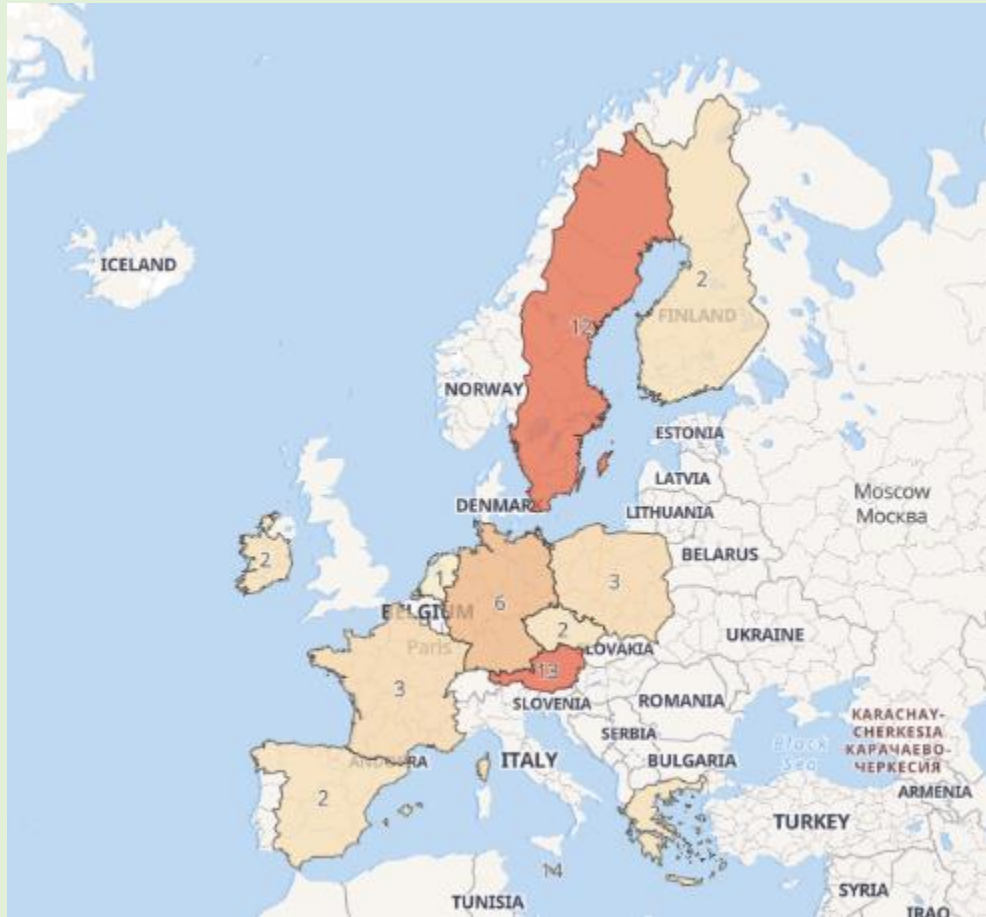 ICELAND
2
FINLAND
12
NORWAY
ESTONIA
LATVIA
Moscow
Москва
DENMARK
LITHUANIA
BELARUS
2
1
6
3
BELGIUM
2
UKRAINE
Paris
SLOVAKIA
13
3
SLOVENIA
ROMANIA
SERBIA
KARACHAY-
CHERKESIA
КАРАЧАЕВО-
ЧЕРКЕСИЯ
Black
Sea
ANDORRA
ITALY
BULGARIA
ARMENIA
2
TURKEY
14
TUNISIA
SYRIA
IRAQ